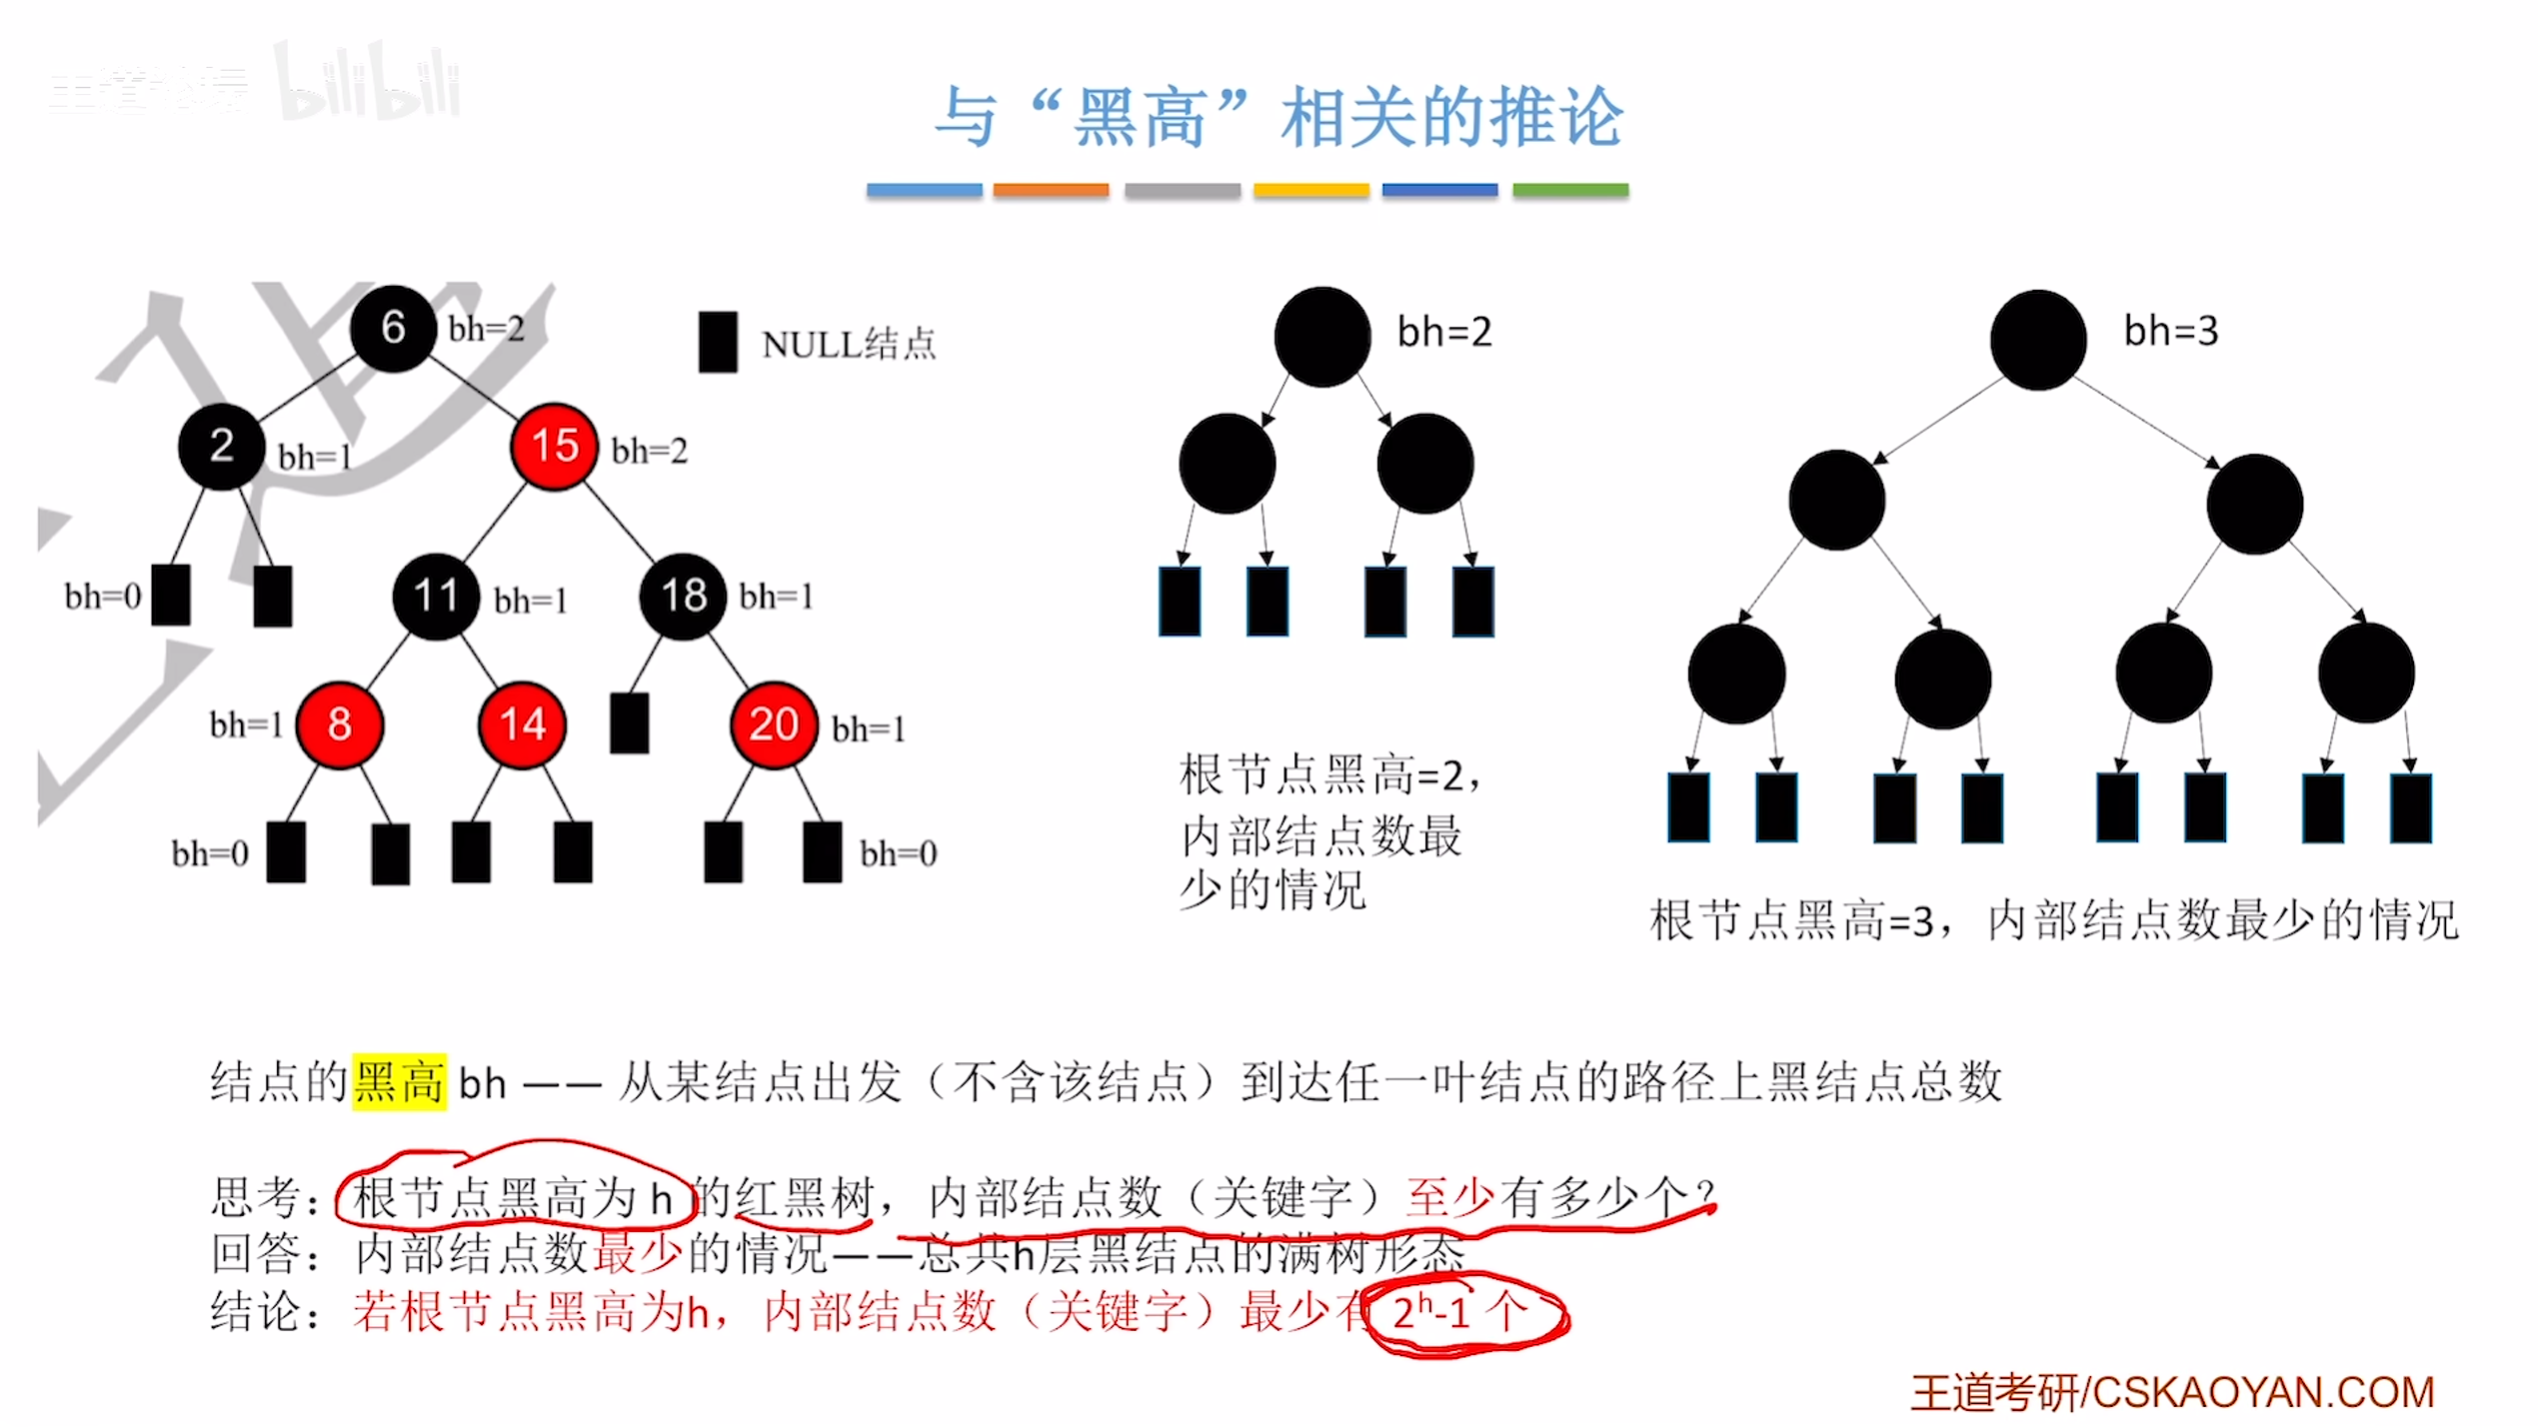 王道论坛 bilibili
与“黑高”相关的推论
6 bh=2
NULL结点
2 bh=1
15 bh=2
bh=0
11 bh=1
18 bh=1
bh=1 8
14
20 bh=1
bh=0
bh=0
bh=2
根节点黑高=2，
内部结点数最
少的情况
bh=3
根节点黑高=3，内部结点数最少的情况
结点的黑高 bh —— 从某结点出发（不含该结点）到达任一叶结点的路径上黑结点总数
思考：根节点黑高为 h 的红黑树，内部结点数（关键字）至少有多少个？
回答：内部结点数最少的情况——总共h层黑结点的满树形态
结论：若根节点黑高为h，内部结点数（关键字）最少有 2ʰ-1 个
王道考研/CSKAOYAN.COM